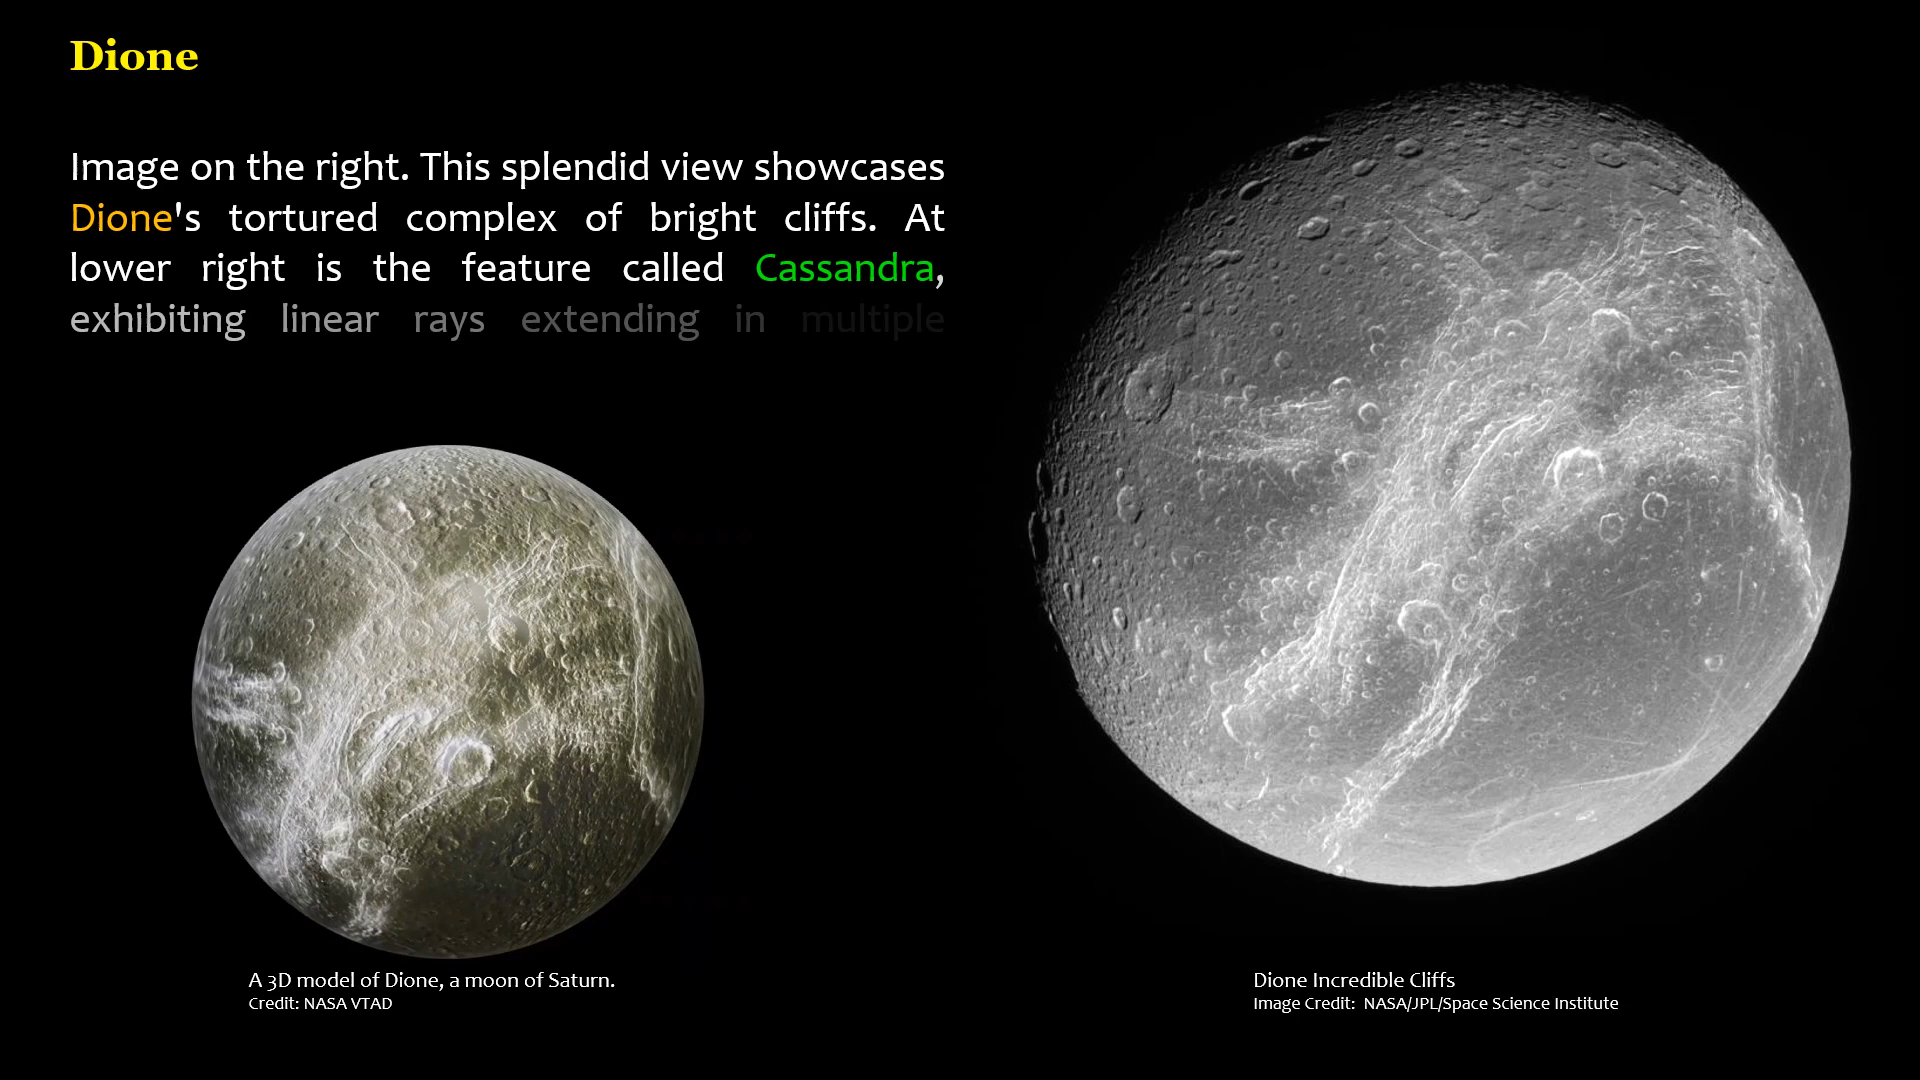 Dione
Image on the right. This splendid view showcases
Dione's tortured complex of bright cliffs. At
lower right is the feature called Cassandra,
exhibiting linear rays extending in multiple
A 3D model of Dione, a moon of Saturn.
Credit: NASA VTAD
Dione Incredible Cliffs
Image Credit: NASA/JPL/Space Science Institute